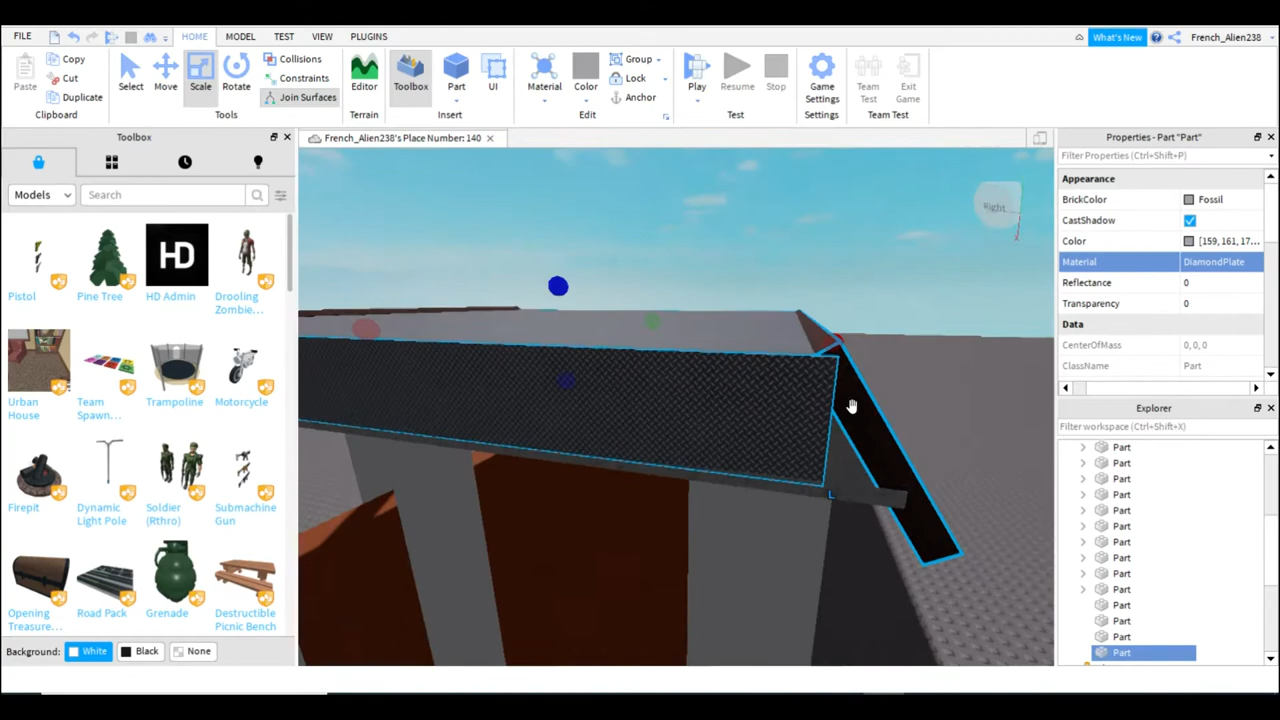 FILE HOME MODEL TEST VIEW PLUGINS What's New French_Alien238
Paste Copy Cut Duplicate Clipboard
Select Move Scale Rotate Collisions Constraints Join Surfaces Tools
Editor Terrain
Toolbox Part UI Insert
Material Color Group Lock Anchor Edit
Play Resume Stop Test
Game Settings Settings
Team Test Exit Game Team Test
Toolbox
French_Alien238's Place Number: 140
Models Search
Pistol Pine Tree HD HD Admin Drooling Zombie...
Urban House Team Spawn... Trampoline Motorcycle
Firepit Dynamic Light Pole Soldier (Rthro) Submachine Gun
Opening Treasure... Road Pack Grenade Destructible Picnic Bench
Background: White Black None
Right
X
L
Properties - Part "Part"
Filter Properties (Ctrl+Shift+P)
Appearance
BrickColor Fossil
CastShadow
Color [159, 161, 17...
Material DiamondPlate
Reflectance 0
Transparency 0
Data
CenterOfMass 0, 0, 0
ClassName Part
Explorer
Filter workspace (Ctrl+Shift+X)
Part
Part
Part
Part
Part
Part
Part
Part
Part
Part
Part
Part
Part
Part